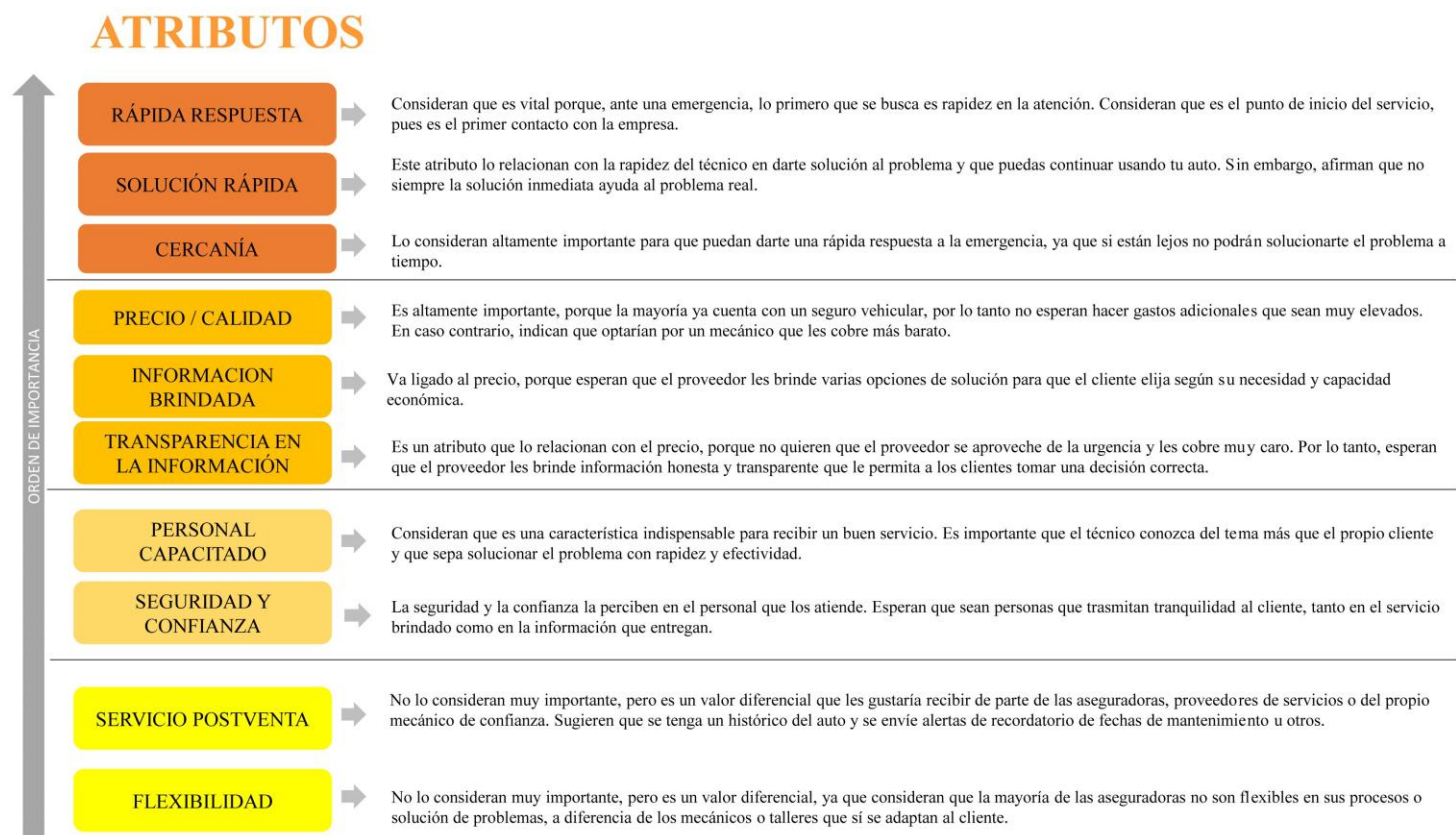 ATRIBUTOS
ORDEN DE IMPORTANCIA
RÁPIDA RESPUESTA
Consideran que es vital porque, ante una emergencia, lo primero que se busca es rapidez en la atención. Consideran que es el punto de inicio del servicio,
pues es el primer contacto con la empresa.
SOLUCIÓN RÁPIDA
Este atributo lo relacionan con la rapidez del técnico en darte solución al problema y que puedas continuar usando tu auto. Sin embargo, afirman que no
siempre la solución inmediata ayuda al problema real.
CERCANÍA
Lo consideran altamente importante para que puedan darte una rápida respuesta a la emergencia, ya que si están lejos no podrán solucionarte el problema a
tiempo.
PRECIO / CALIDAD
Es altamente importante, porque la mayoría ya cuenta con un seguro vehicular, por lo tanto no esperan hacer gastos adicionales que sean muy elevados.
En caso contrario, indican que optarían por un mecánico que les cobre más barato.
INFORMACION
BRINDADA
Va ligado al precio, porque esperan que el proveedor les brinde varias opciones de solución para que el cliente elija según su necesidad y capacidad
económica.
TRANSPARENCIA EN
LA INFORMACIÓN
Es un atributo que lo relacionan con el precio, porque no quieren que el proveedor se aproveche de la urgencia y les cobre muy caro. Por lo tanto, esperan
que el proveedor les brinde información honesta y transparente que le permita a los clientes tomar una decisión correcta.
PERSONAL
CAPACITADO
Consideran que es una característica indispensable para recibir un buen servicio. Es importante que el técnico conozca del tema más que el propio cliente
y que sepa solucionar el problema con rapidez y efectividad.
SEGURIDAD Y
CONFIANZA
La seguridad y la confianza la perciben en el personal que los atiende. Esperan que sean personas que trasmitan tranquilidad al cliente, tanto en el servicio
brindado como en la información que entregan.
SERVICIO POSTVENTA
No lo consideran muy importante, pero es un valor diferencial que les gustaría recibir de parte de las aseguradoras, proveedores de servicios o del propio
mecánico de confianza. Sugieren que se tenga un histórico del auto y se envíe alertas de recordatorio de fechas de mantenimiento u otros.
FLEXIBILIDAD
No lo consideran muy importante, pero es un valor diferencial, ya que consideran que la mayoría de las aseguradoras no son flexibles en sus procesos o
solución de problemas, a diferencia de los mecánicos o talleres que sí se adaptan al cliente.